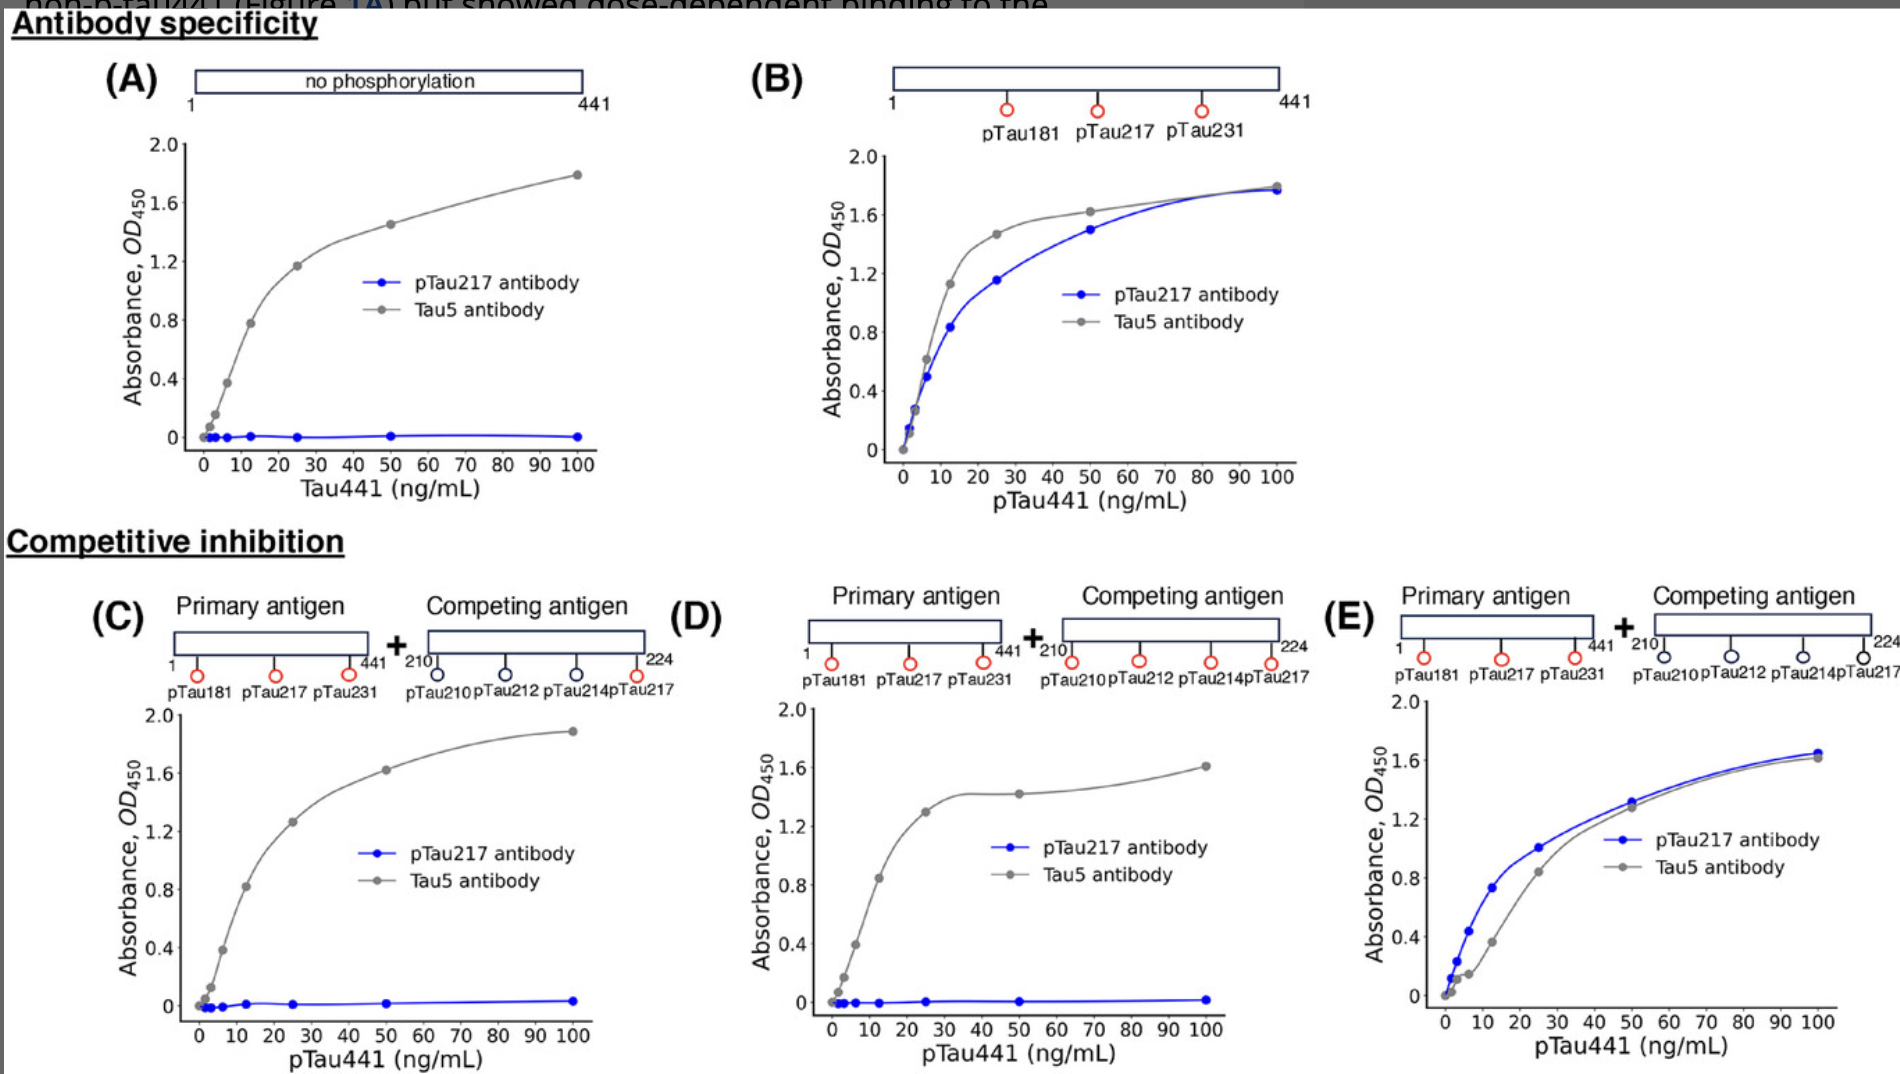 non-p-tau441 (Figure 1A) but showed dose-dependent binding to the
Antibody specificity
(A)
no phosphorylation
1
441
2.0
1.6
1.2
0.8
0.4
0
Absorbance, OD450
pTau217 antibody
Tau5 antibody
0 10 20 30 40 50 60 70 80 90 100
Tau441 (ng/mL)
(B)
1
441
pTau181 pTau217 pTau231
2.0
1.6
1.2
0.8
0.4
0
Absorbance, OD450
pTau217 antibody
Tau5 antibody
0 10 20 30 40 50 60 70 80 90 100
pTau441 (ng/mL)
Competitive inhibition
(C)
Primary antigen + Competing antigen
1 441 210 224
pTau181 pTau217 pTau231 pTau210 pTau212 pTau214 pTau217
2.0
1.6
1.2
0.8
0.4
0
Absorbance, OD450
pTau217 antibody
Tau5 antibody
0 10 20 30 40 50 60 70 80 90 100
pTau441 (ng/mL)
(D)
Primary antigen + Competing antigen
1 441 210 224
pTau181 pTau217 pTau231 pTau210 pTau212 pTau214 pTau217
2.0
1.6
1.2
0.8
0.4
0
Absorbance, OD450
pTau217 antibody
Tau5 antibody
0 10 20 30 40 50 60 70 80 90 100
pTau441 (ng/mL)
(E)
Primary antigen + Competing antigen
1 441 210 224
pTau181 pTau217 pTau231 pTau210 pTau212 pTau214 pTau217
2.0
1.6
1.2
0.8
0.4
0
Absorbance, OD450
pTau217 antibody
Tau5 antibody
0 10 20 30 40 50 60 70 80 90 100
pTau441 (ng/mL)